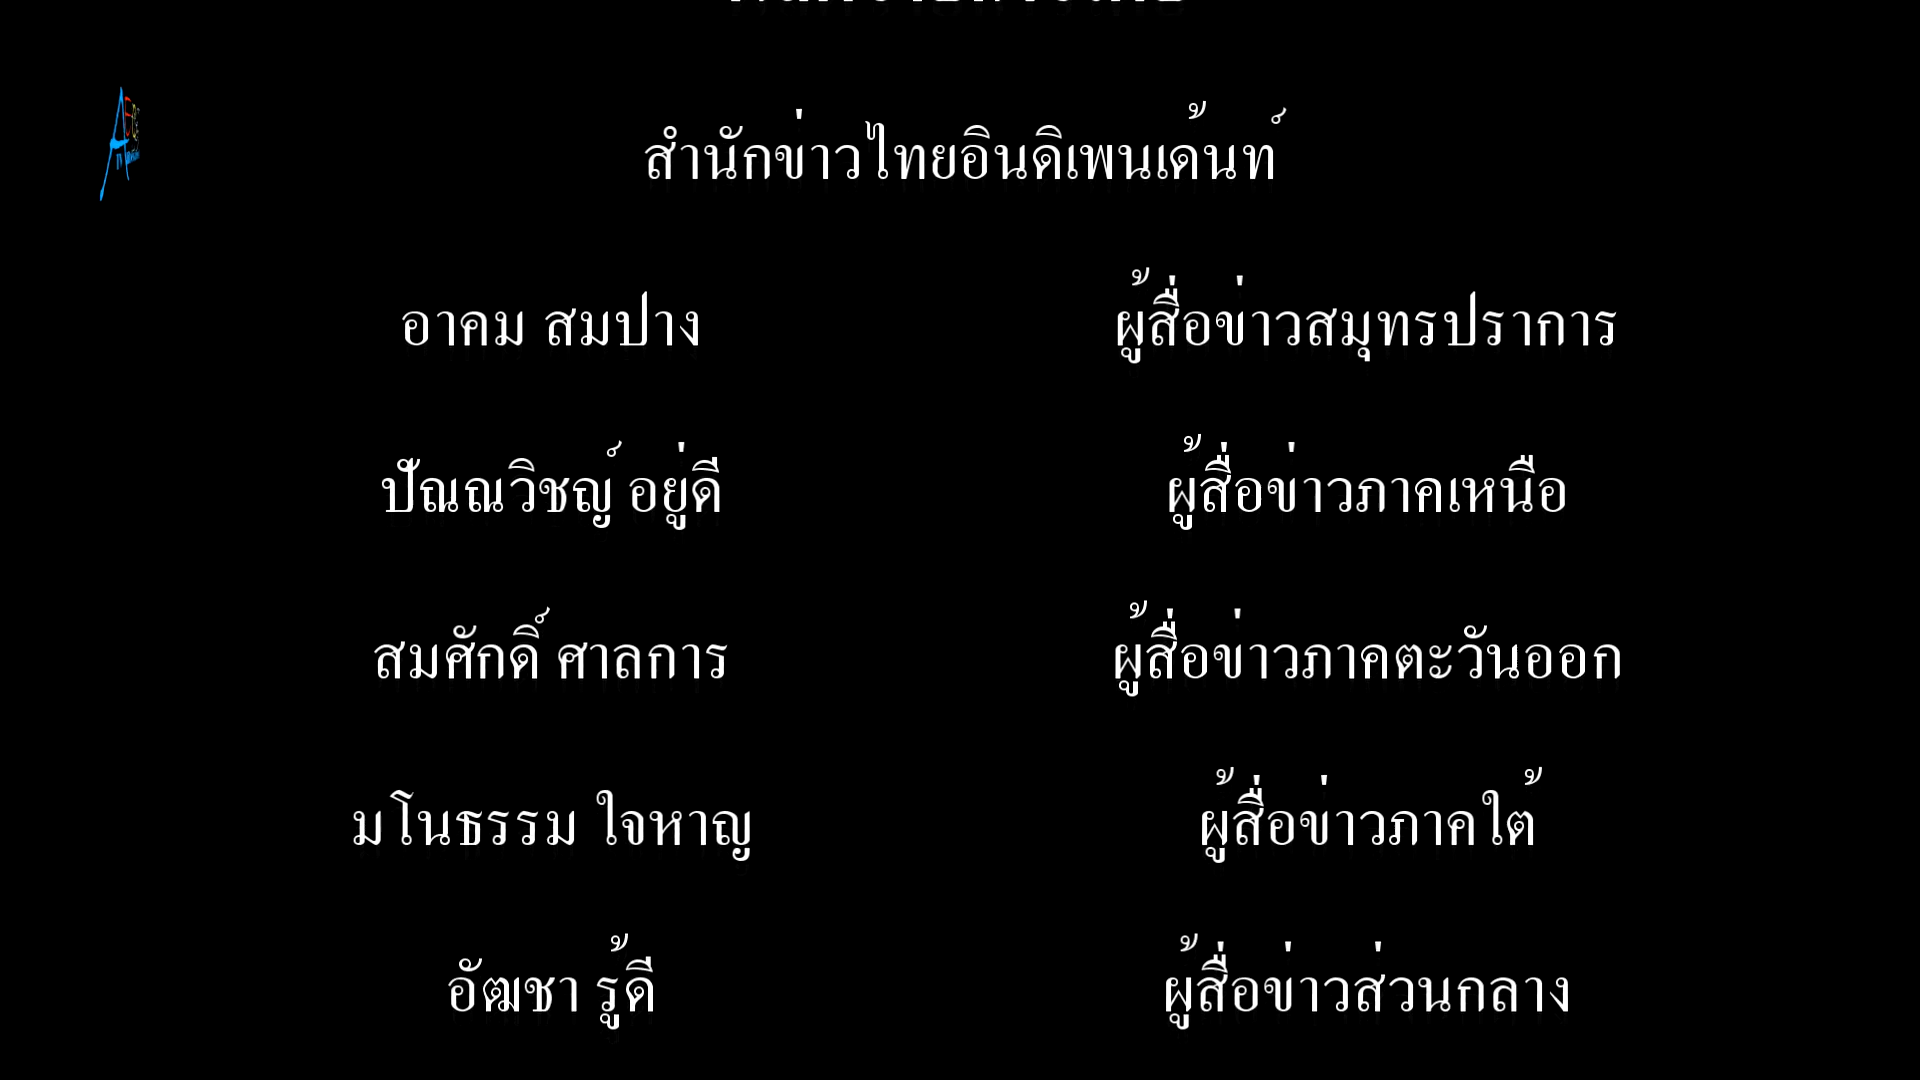 สำนักข่าวไทยอินดิเพนเด้นท์
อาคม สมปาง ผู้สื่อข่าวสมุทรปราการ
ปัณณวิชญ์ อยู่ดี ผู้สื่อข่าวภาคเหนือ
สมศักดิ์ ศาลการ ผู้สื่อข่าวภาคตะวันออก
มโนธรรม ใจหาญ ผู้สื่อข่าวภาคใต้
อัฒชา รู้ดี ผู้สื่อข่าวส่วนกลาง